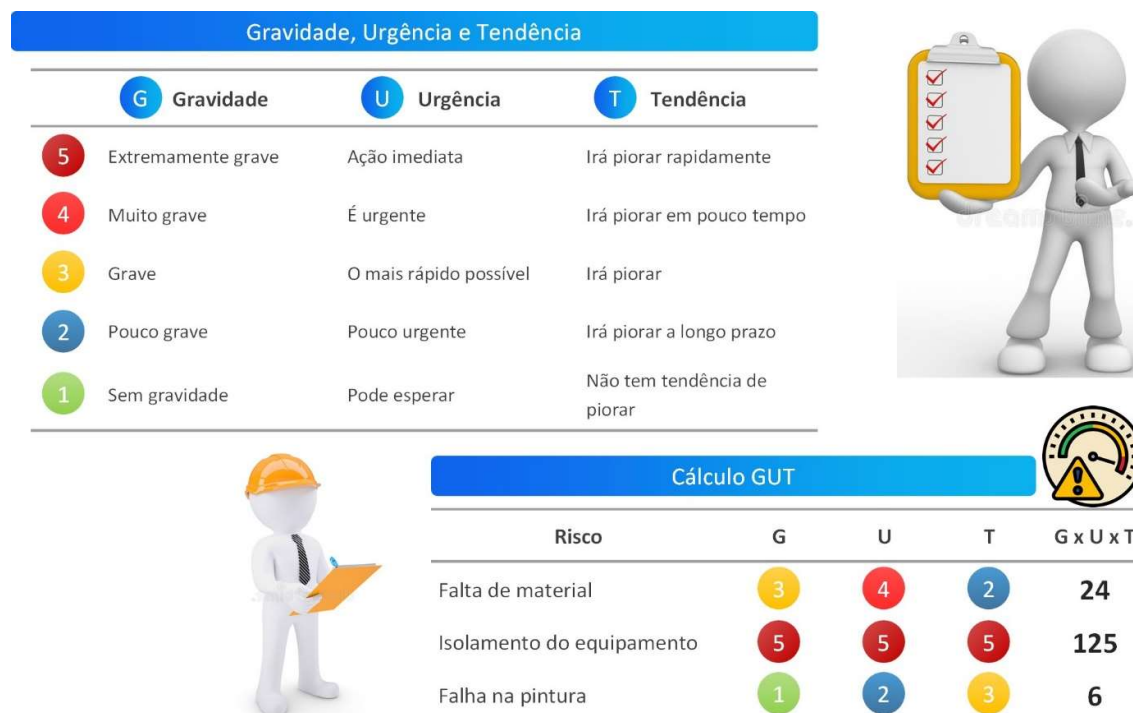 Gravidade, Urgência e Tendência
G Gravidade U Urgência T Tendência
5 Extremamente grave Ação imediata Irá piorar rapidamente
4 Muito grave É urgente Irá piorar em pouco tempo
3 Grave O mais rápido possível Irá piorar
2 Pouco grave Pouco urgente Irá piorar a longo prazo
1 Sem gravidade Pode esperar Não tem tendência de
piorar
Cálculo GUT
Risco G U T G x U x T
Falta de material 3 4 2 24
Isolamento do equipamento 5 5 5 125
Falha na pintura 1 2 3 6